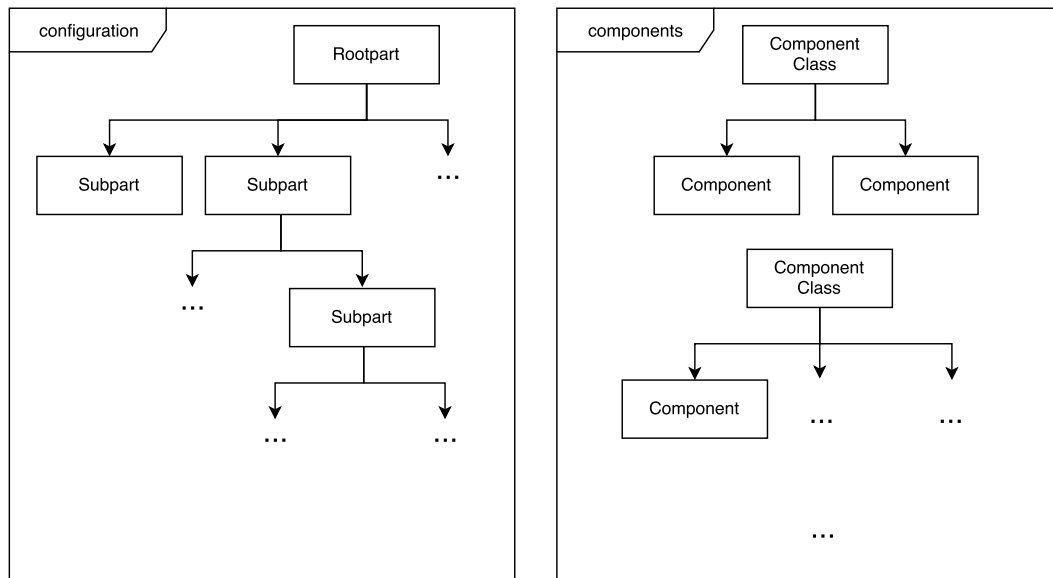 configuration
Rootpart
Subpart
Subpart
...
...
Subpart
...
...
components
Component
Class
Component
Component
Component
Class
Component
...
...
...